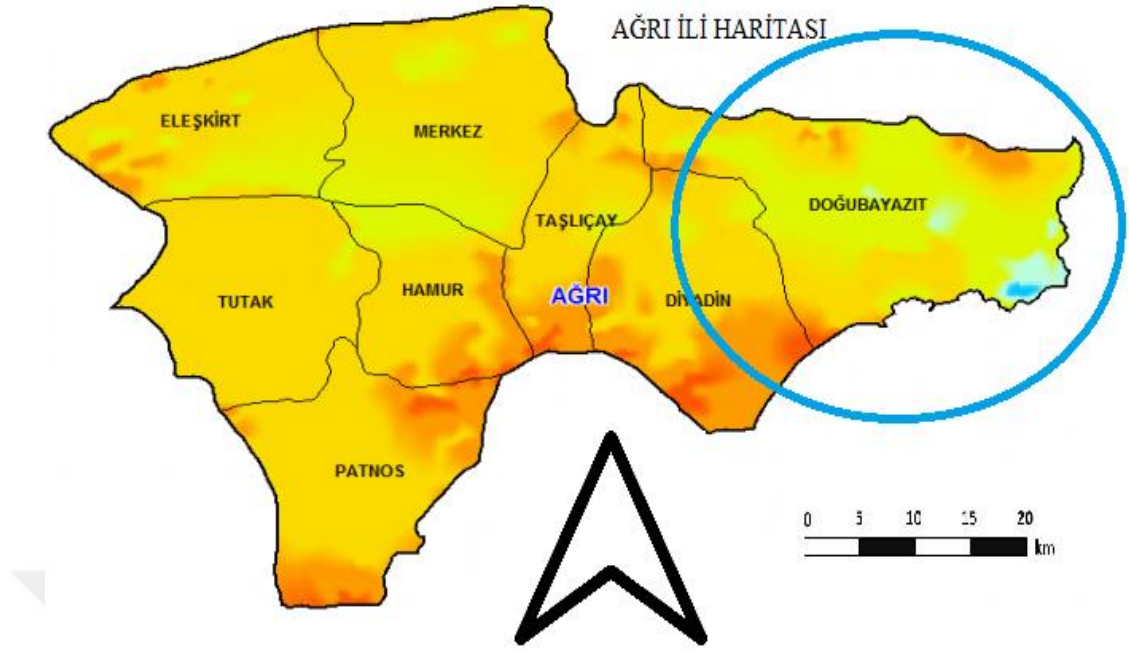 AĞRI İLİ HARİTASI
ELEŞKİRT
MERKEZ
DOĞUBAYAZIT
TAŞLIÇAY
TUTAK
HAMUR
AĞRI
DİYADİN
PATNOS
0 5 10 15 20
km